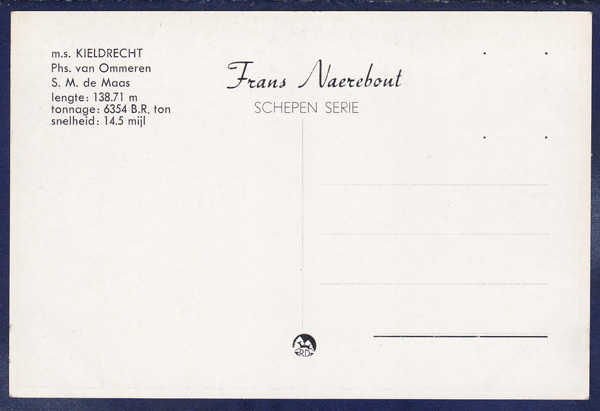 m.s. KIELDRECHT
Phs. van Ommeren
S. M. de Maas
lengte: 138.71 m
tonnage: 6354 B.R. ton
snelheid: 14.5 mijl
Frans Naerebout
SCHEPEN SERIE
RD